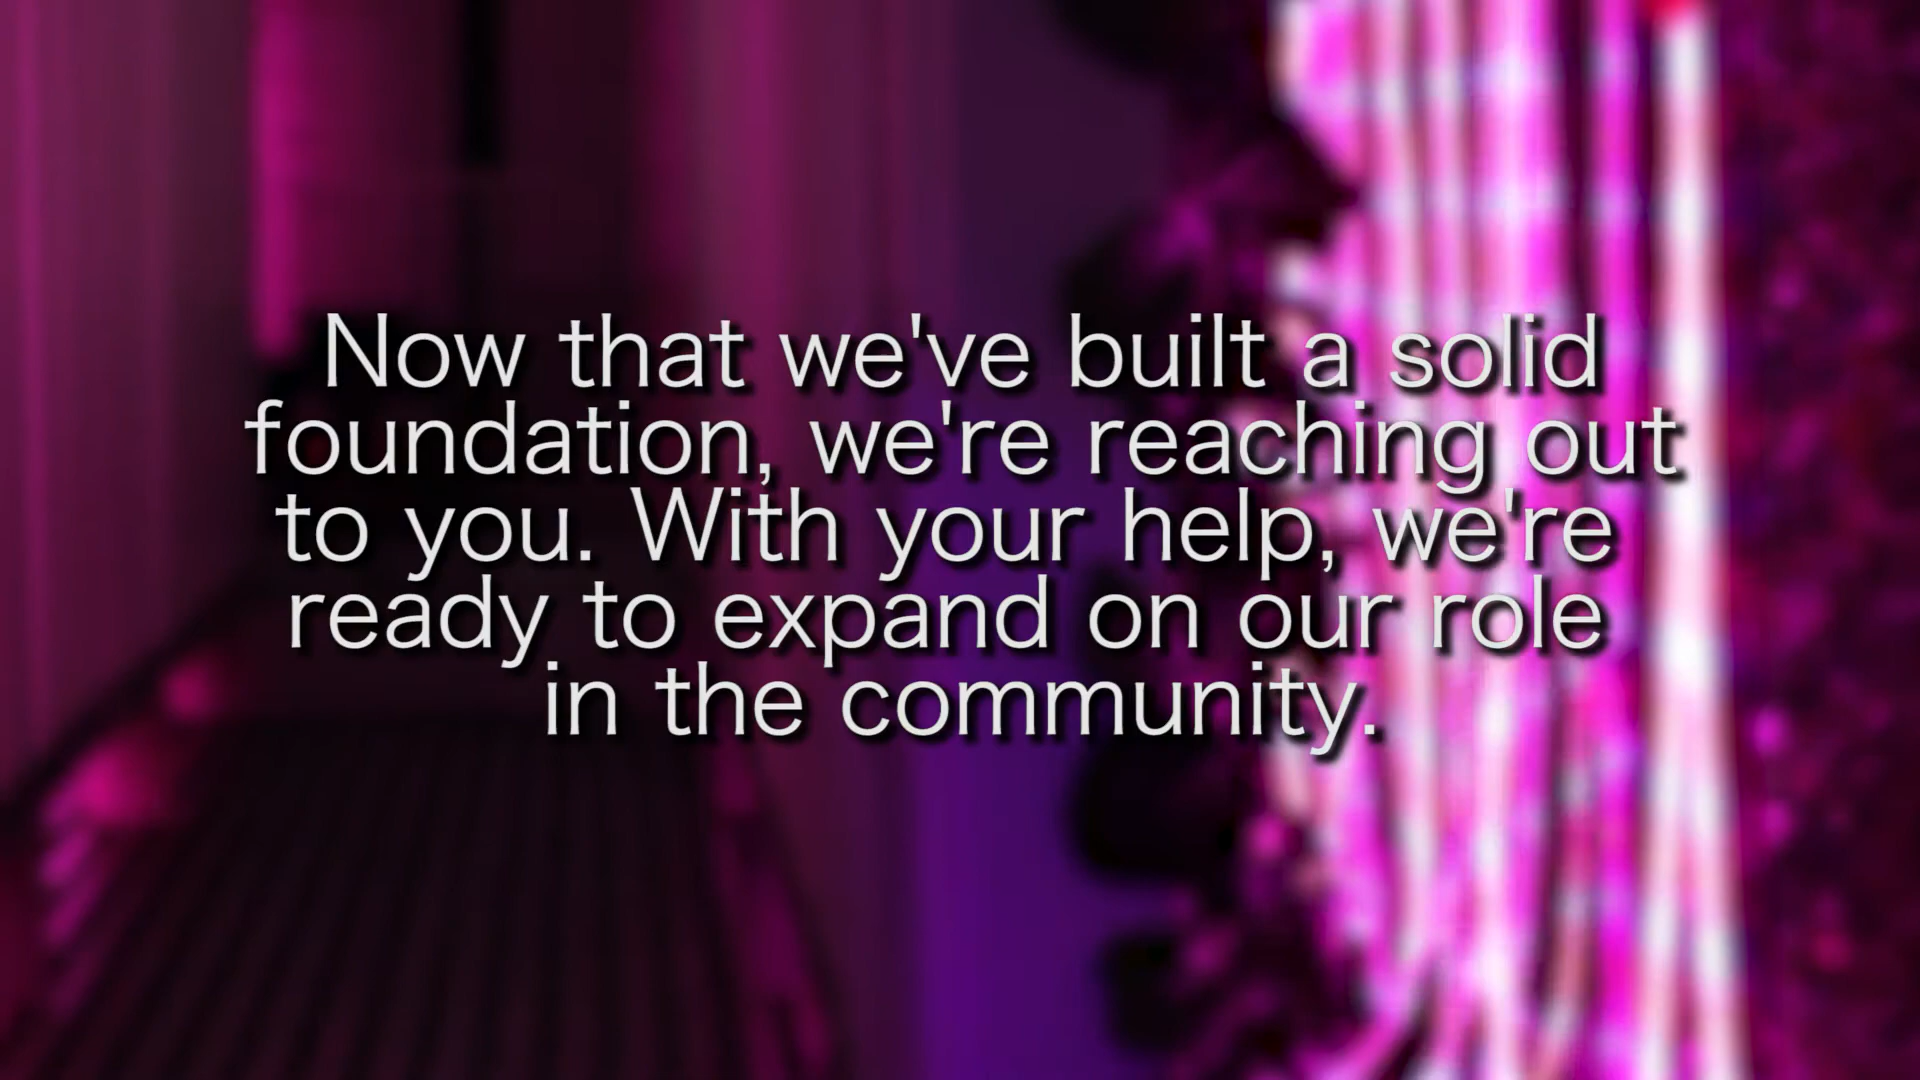 Now that we've built a solid
foundation, we're reaching out
to you. With your help, we're
ready to expand on our role
in the community.